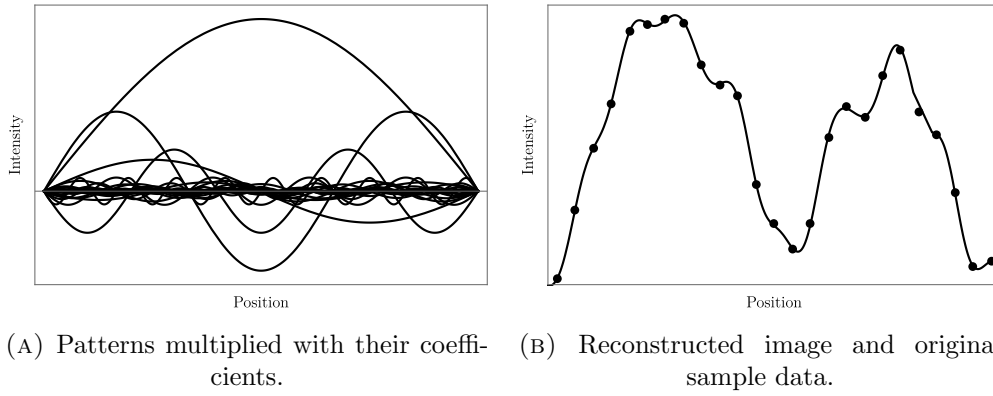 Intensity
Position
(A) Patterns multiplied with their coeffi-
cients.
Intensity
Position
(B) Reconstructed image and origina
sample data.